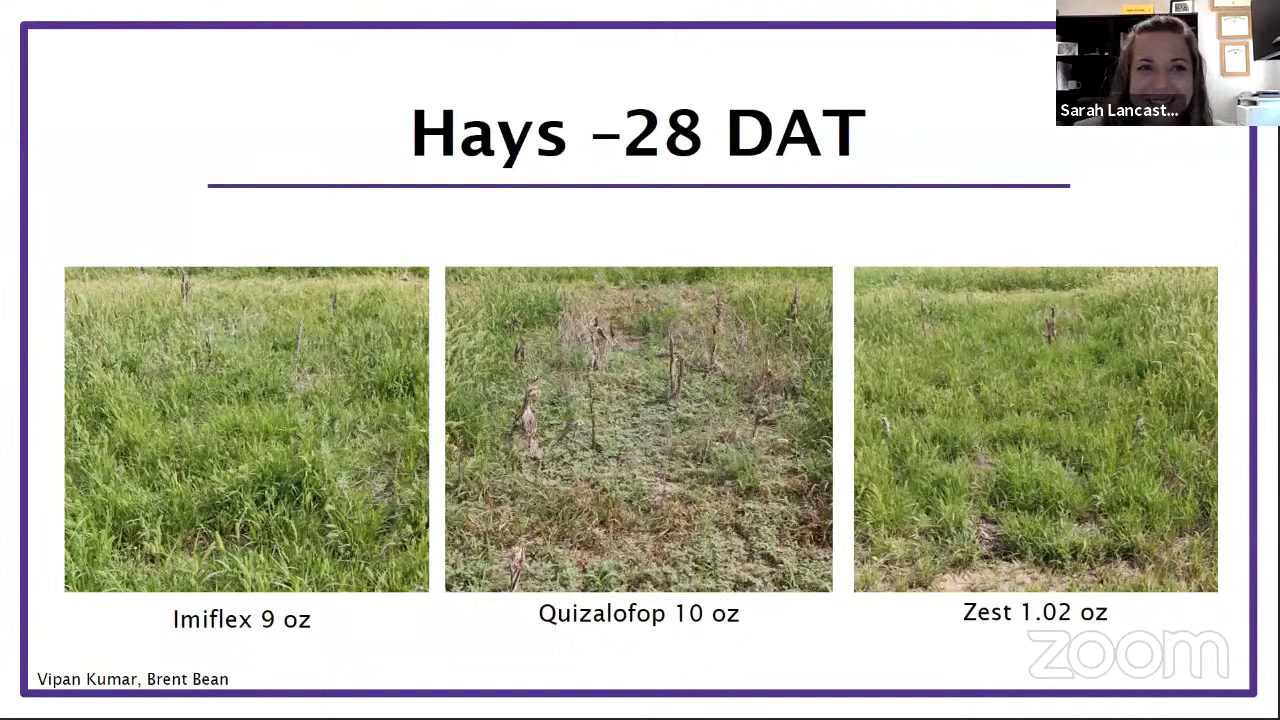 Sarah Lancast...
Hays –28 DAT
Imiflex 9 oz
Quizalofop 10 oz
Zest 1.02 oz
zoom
Vipan Kumar, Brent Bean